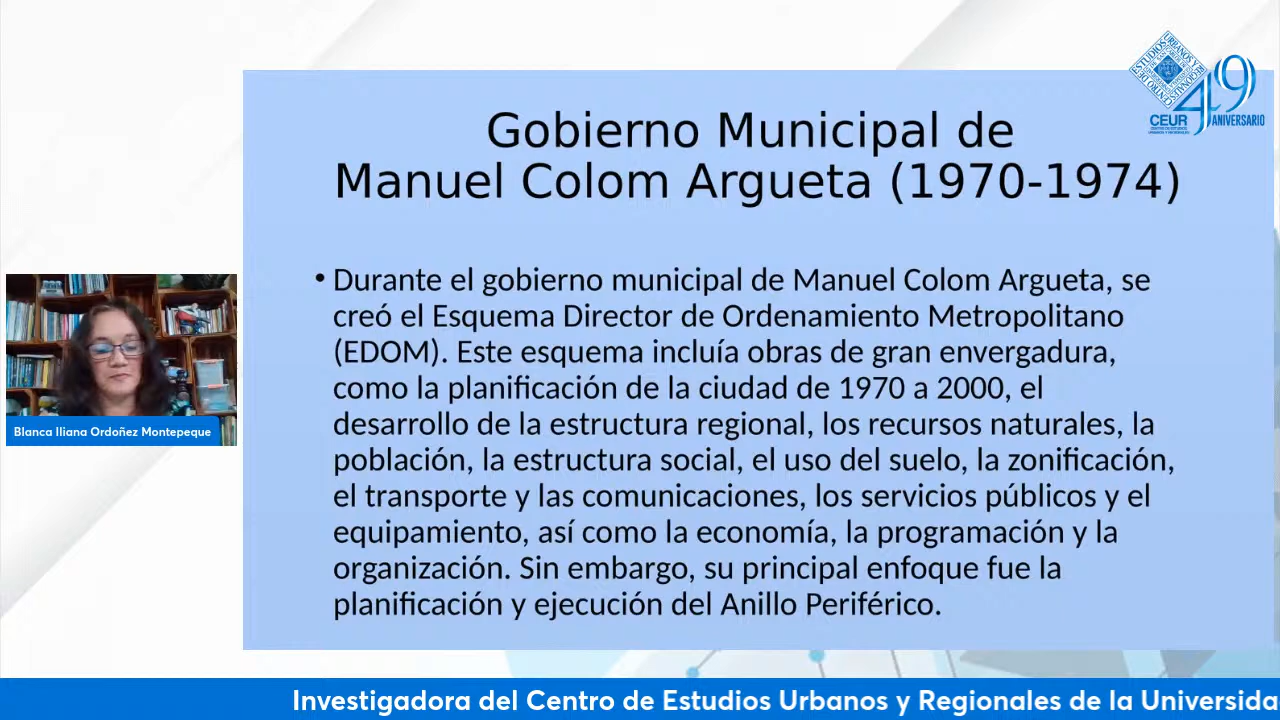 Gobierno Municipal de
Manuel Colom Argueta (1970-1974)
CEUR
49
ANIVERSARIO
• Durante el gobierno municipal de Manuel Colom Argueta, se
creó el Esquema Director de Ordenamiento Metropolitano
(EDOM). Este esquema incluía obras de gran envergadura,
como la planificación de la ciudad de 1970 a 2000, el
desarrollo de la estructura regional, los recursos naturales, la
población, la estructura social, el uso del suelo, la zonificación,
el transporte y las comunicaciones, los servicios públicos y el
equipamiento, así como la economía, la programación y la
organización. Sin embargo, su principal enfoque fue la
planificación y ejecución del Anillo Periférico.
Blanca Iliana Ordoñez Montepeque
Investigadora del Centro de Estudios Urbanos y Regionales de la Universida